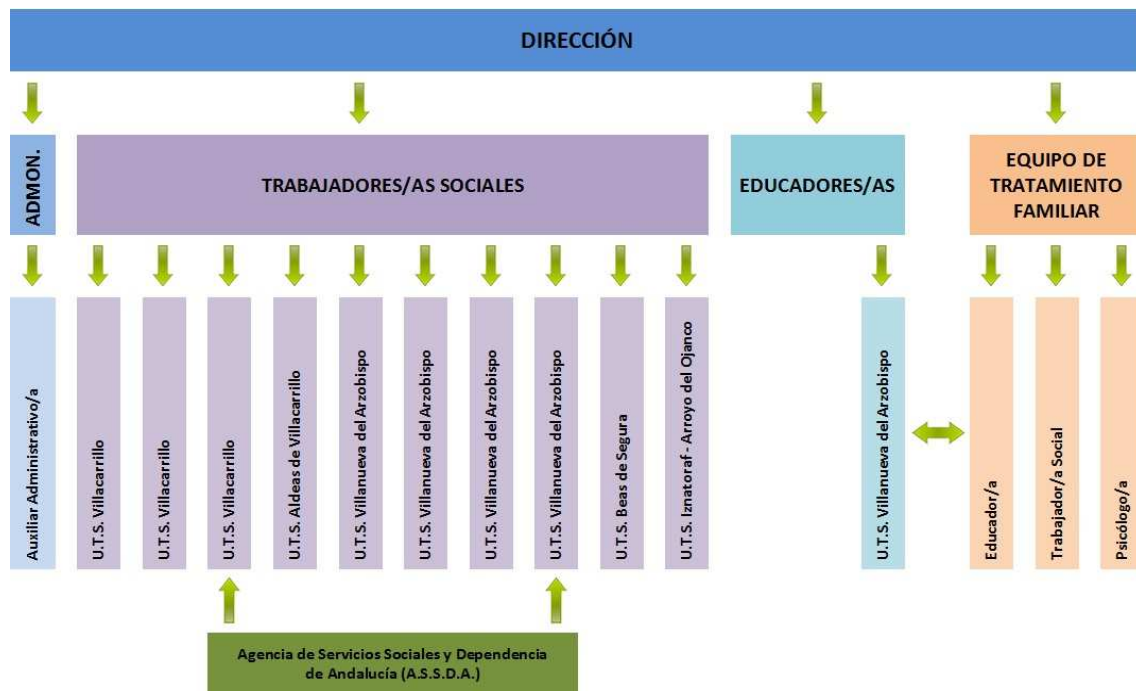 DIRECCIÓN
ADMON.
TRABAJADORES/AS SOCIALES
EDUCADORES/AS
EQUIPO DE
TRATAMIENTO
FAMILIAR
Auxiliar Administrativo/a
U.T.S. Villacarrillo
U.T.S. Villacarrillo
U.T.S. Villacarrillo
U.T.S. Aldeas de Villacarrillo
U.T.S. Villanueva del Arzobispo
U.T.S. Villanueva del Arzobispo
U.T.S. Villanueva del Arzobispo
U.T.S. Villanueva del Arzobispo
U.T.S. Beas de Segura
U.T.S. Iznatoraf - Arroyo del Ojanco
U.T.S. Villanueva del Arzobispo
Educador/a
Trabajador/a Social
Psicólogo/a
Agencia de Servicios Sociales y Dependencia
de Andalucía (A.S.S.D.A.)